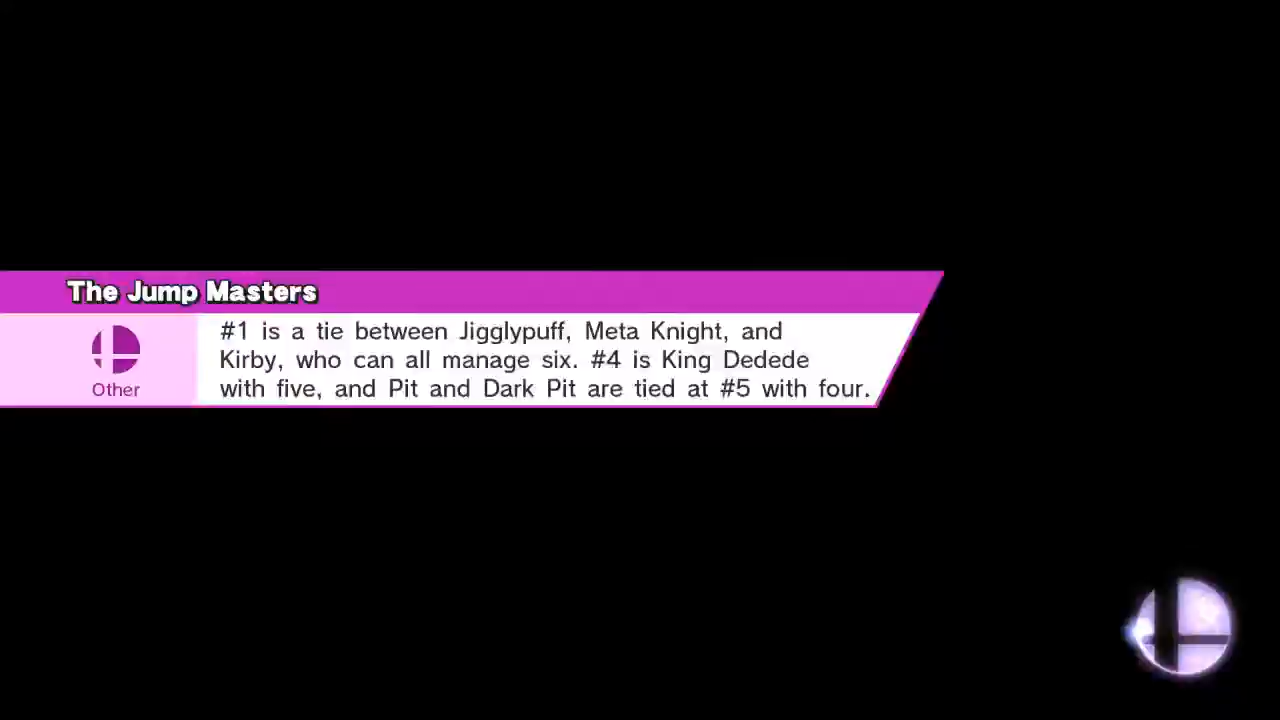 The Jump Masters
#1 is a tie between Jigglypuff, Meta Knight, and
Kirby, who can all manage six. #4 is King Dedede
with five, and Pit and Dark Pit are tied at #5 with four.
Other